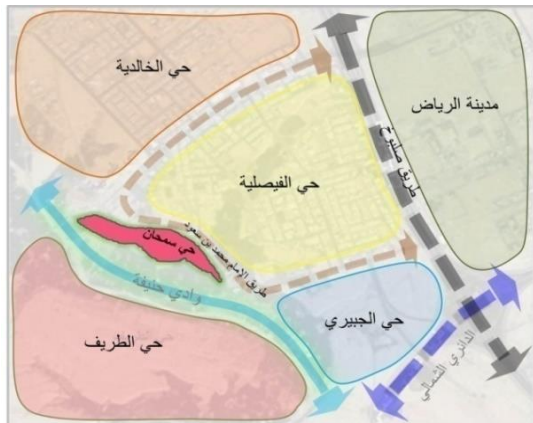 حي الخالدية
مدينة الرياض
طريق صلبوخ
حي الفيصلية
حي سمحان
طريق الإمام محمد بن سعود
وادي حنيفة
حي الجبيري
حي الطريف
الدائري الشمالي